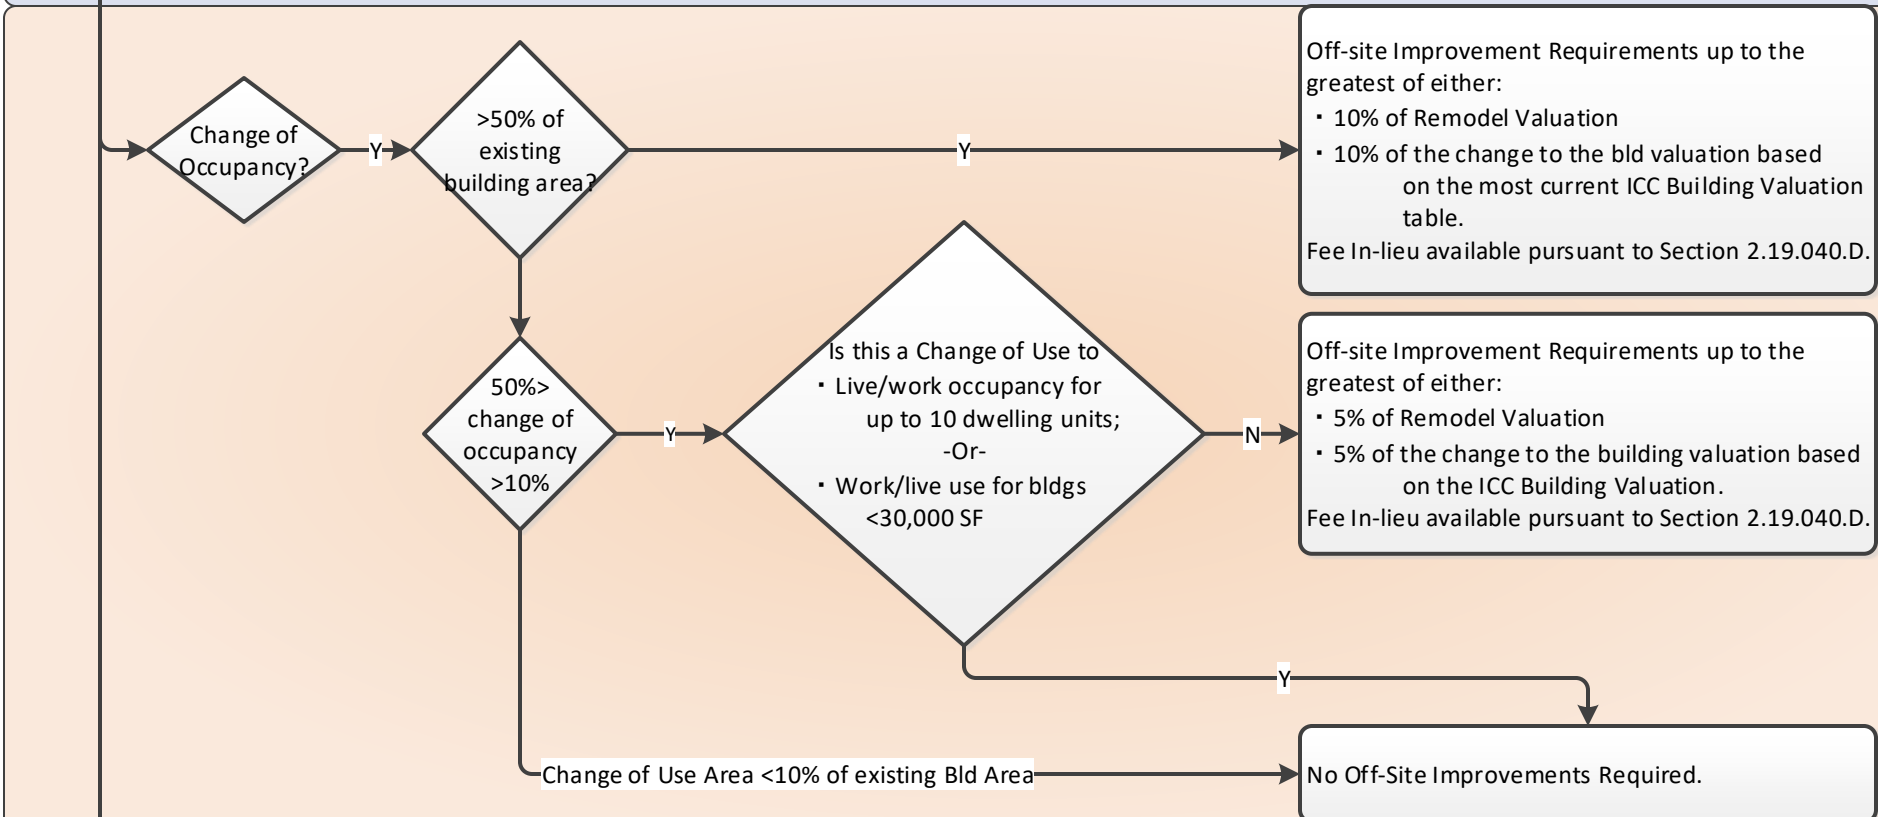 Change of
Occupancy?
Y
>50% of
existing
building area?
Y
Off-site Improvement Requirements up to the
greatest of either:
▪ 10% of Remodel Valuation
▪ 10% of the change to the bld valuation based
on the most current ICC Building Valuation
table.
Fee In-lieu available pursuant to Section 2.19.040.D.
50%>
change of
occupancy
>10%
Y
Is this a Change of Use to
▪ Live/work occupancy for
up to 10 dwelling units;
-Or-
▪ Work/live use for bldgs
<30,000 SF
N
Off-site Improvement Requirements up to the
greatest of either:
▪ 5% of Remodel Valuation
▪ 5% of the change to the building valuation based
on the ICC Building Valuation.
Fee In-lieu available pursuant to Section 2.19.040.D.
Y
Change of Use Area <10% of existing Bld Area
No Off-Site Improvements Required.